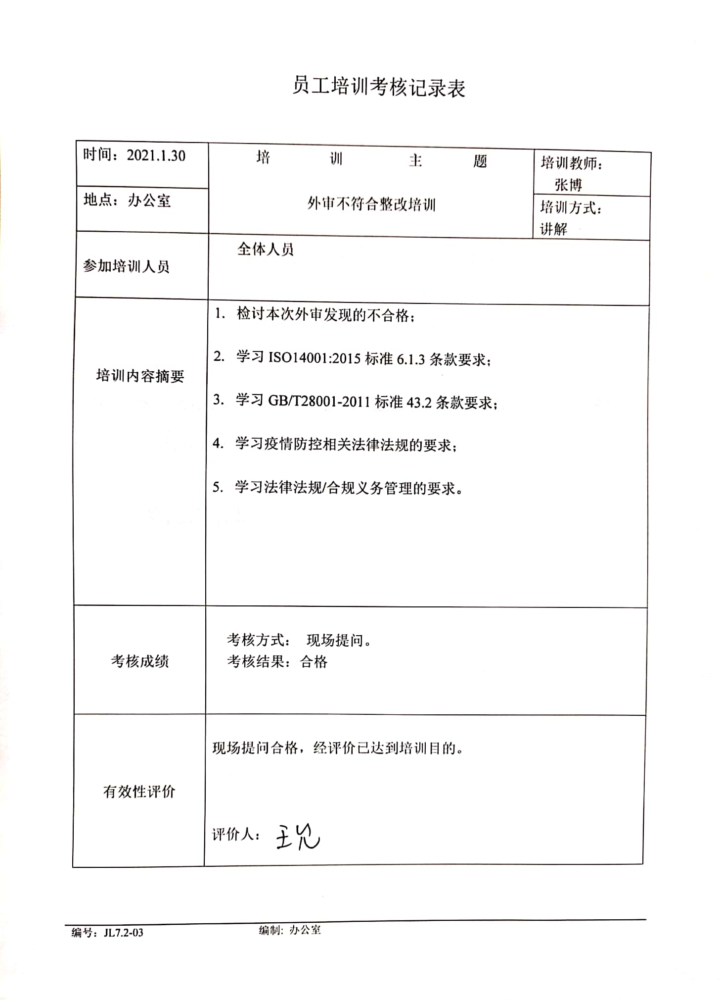 员工培训考核记录表
时间：2021.1.30
培 训 主 题
培训教师：
张博
地点：办公室
外审不符合整改培训
培训方式：
讲解
参加培训人员
全体人员
培训内容摘要
1. 检讨本次外审发现的不合格；
2. 学习 ISO14001:2015 标准 6.1.3 条款要求；
3. 学习 GB/T28001-2011 标准 43.2 条款要求；
4. 学习疫情防控相关法律法规的要求；
5. 学习法律法规/合规义务管理的要求。
考核成绩
考核方式： 现场提问。
考核结果：合格
有效性评价
现场提问合格，经评价已达到培训目的。
评价人：王
编号：JL7.2-03
编制: 办公室